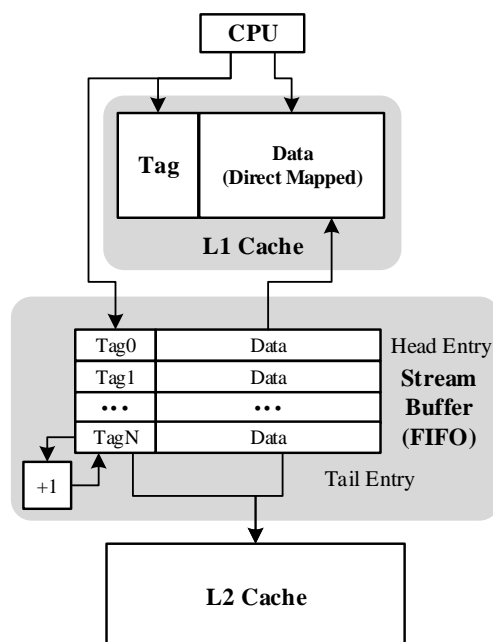 CPU
Tag
Data
(Direct Mapped)
L1 Cache
Tag0 Data Head Entry
Tag1 Data
Stream
Buffer
(FIFO)
... ...
TagN Data
+1
Tail Entry
L2 Cache